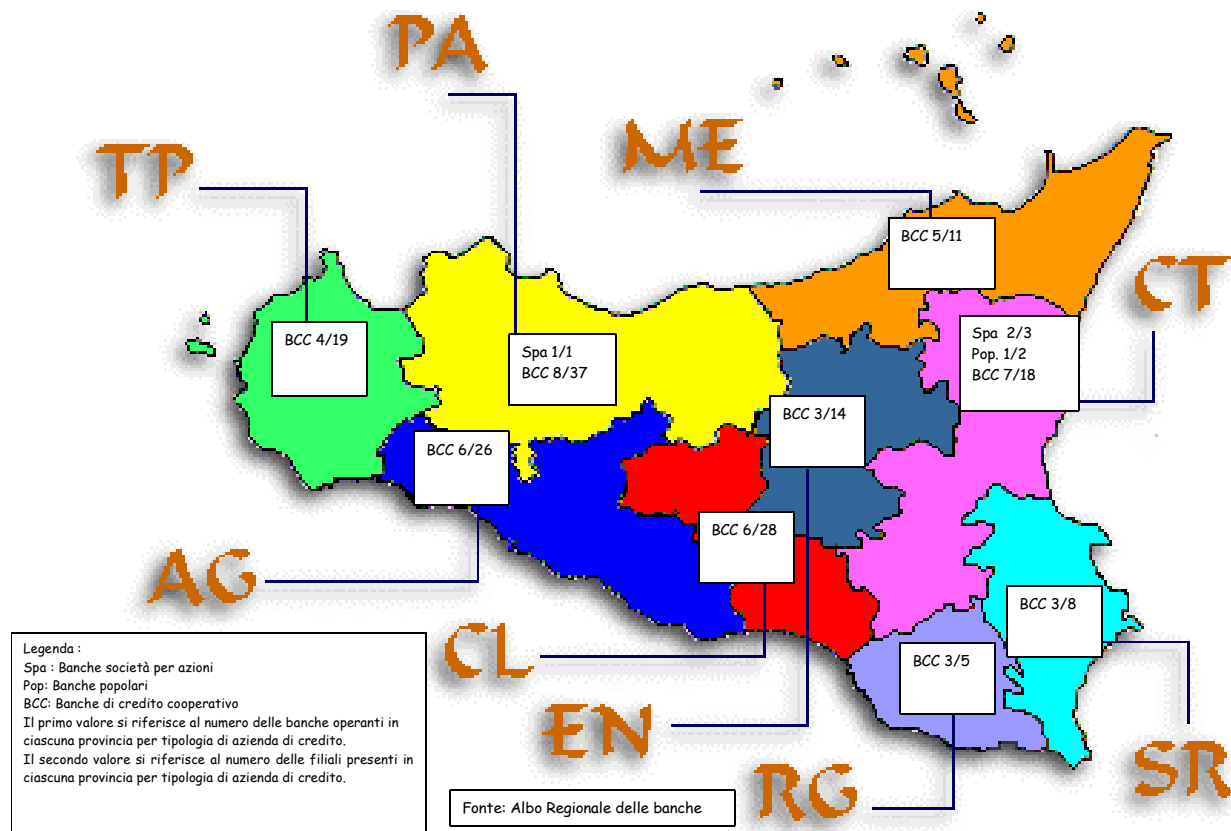 PA
ME
TP
BCC 5/11
CT
BCC 4/19
Spa 1/1
BCC 8/37
Spa 2/3
Pop. 1/2
BCC 7/18
BCC 3/14
BCC 6/26
BCC 6/28
AG
BCC 3/8
CL
BCC 3/5
EN
RG
SR
Legenda :
Spa : Banche società per azioni
Pop: Banche popolari
BCC: Banche di credito cooperativo
Il primo valore si riferisce al numero delle banche operanti in
ciascuna provincia per tipologia di azienda di credito.
Il secondo valore si riferisce al numero delle filiali presenti in
ciascuna provincia per tipologia di azienda di credito.
Fonte: Albo Regionale delle banche